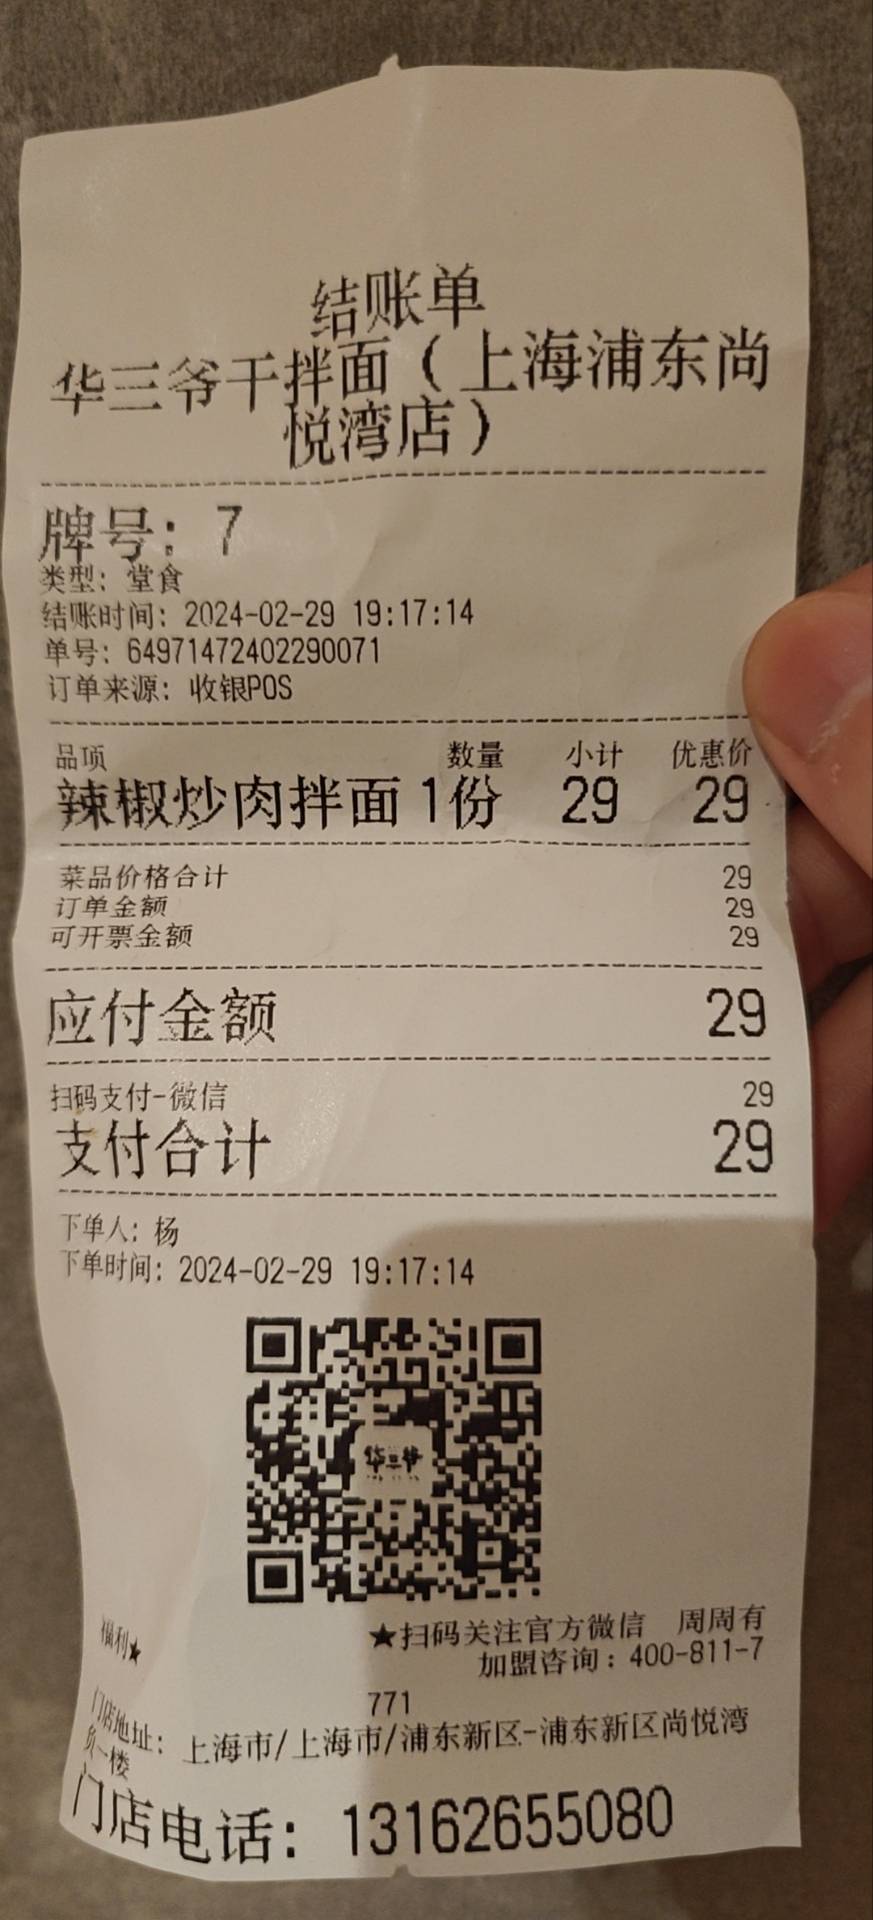 结账单
华三爷干拌面（上海浦东尚
悦湾店）
牌号：7
类型：堂食
结账时间：2024-02-29 19:17:14
单号：64971472402290071
订单来源：收银POS
品项 数量 小计 优惠价
辣椒炒肉拌面 1份 29 29
菜品价格合计 29
订单金额 29
可开票金额 29
应付金额 29
扫码支付-微信 29
支付合计 29
下单人：杨
下单时间：2024-02-29 19:17:14
华三爷
★扫码关注官方微信 周周有
福利★
加盟咨询：400-811-7
771
门店地址：上海市/上海市/浦东新区-浦东新区尚悦湾
负一楼
门店电话：13162655080